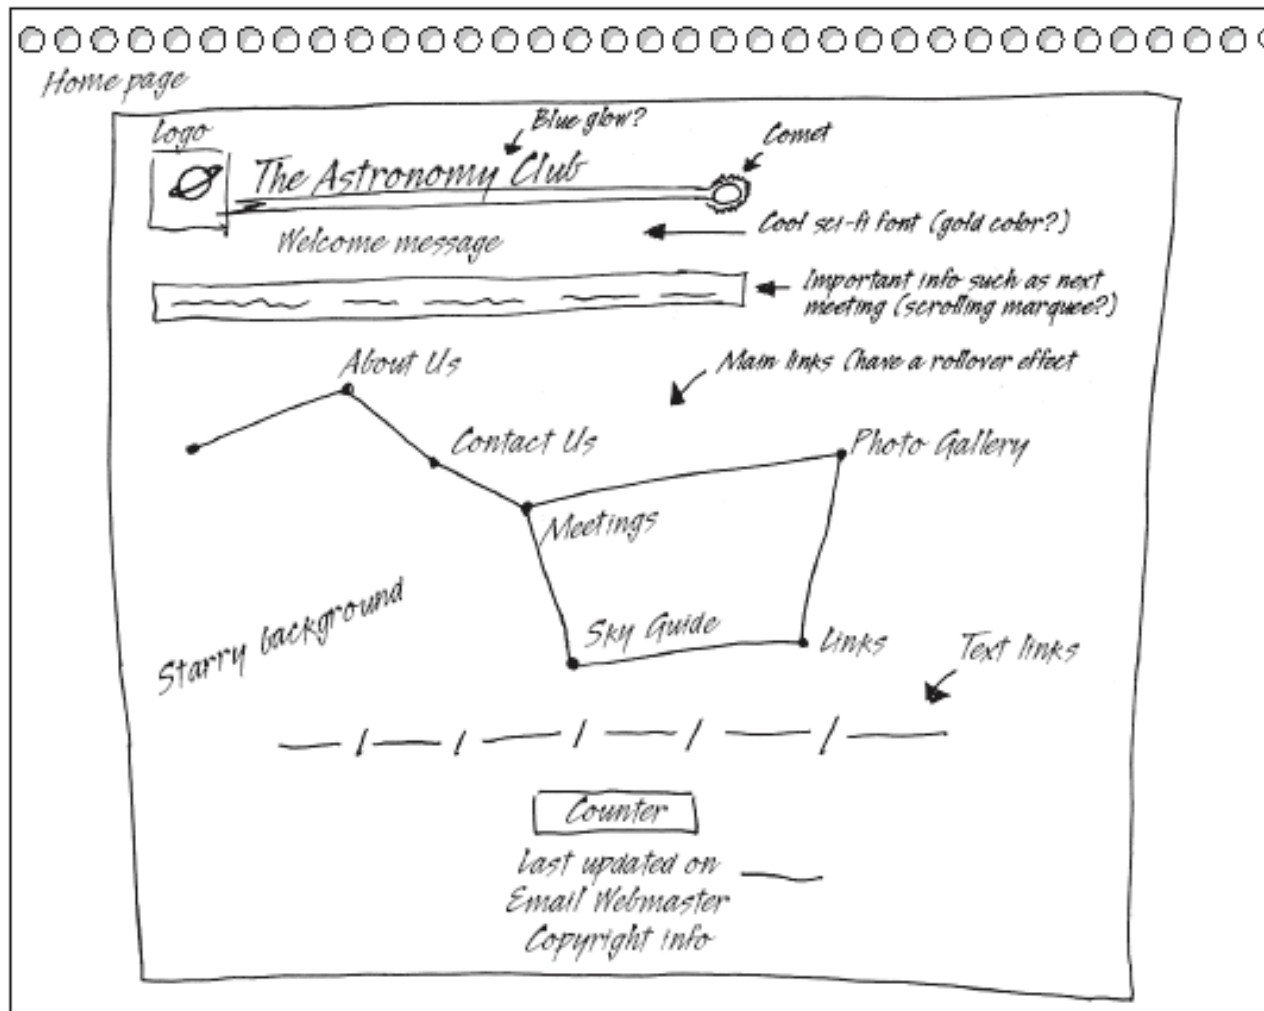 Home page
Logo
Blue glow?
Comet
The Astronomy Club
Cool sci-fi font (gold color?)
Welcome message
Important info such as next
meeting (scrolling marquee?)
About Us
Main links (have a rollover effect
Contact Us
Photo Gallery
Meetings
Starry background
Sky Guide
Links
Text links
Counter
Last updated on
Email Webmaster
Copyright info